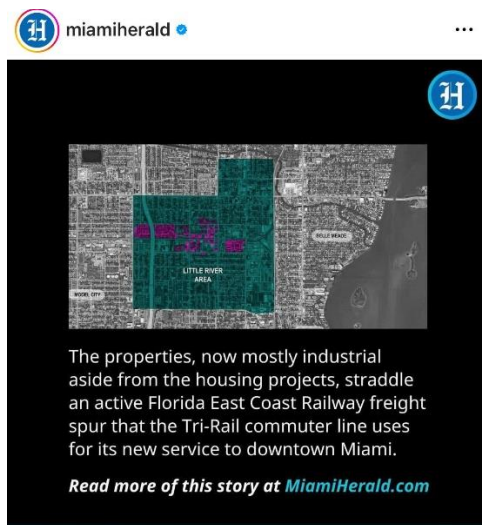 miamiherald
H
LITTLE RIVER
AREA
BELLE MEADE
MODEL CITY
The properties, now mostly industrial
aside from the housing projects, straddle
an active Florida East Coast Railway freight
spur that the Tri-Rail commuter line uses
for its new service to downtown Miami.
Read more of this story at MiamiHerald.com